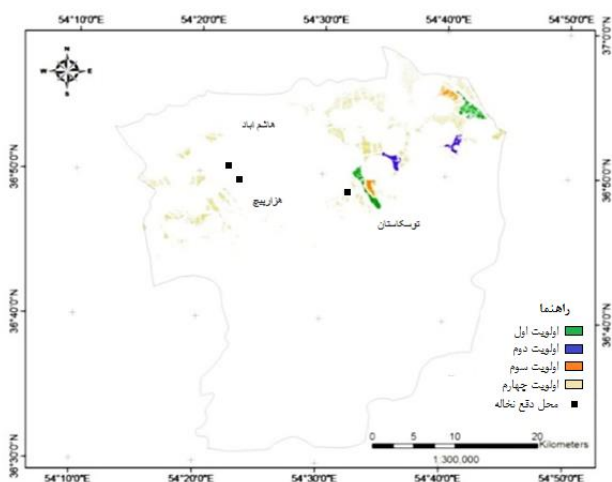 54°10'0"E 54°20'0"E 54°30'0"E 54°40'0"E 54°50'0"E
37°0'0"N
N
W E
S
هاشم اباد
36°50'0"N 36°50'0"N
هزارپیچ
توسکاستان
36°40'0"N 36°40'0"N
راهنما
اولویت اول
اولویت دوم
اولویت سوم
اولویت چهارم
محل دفع نخاله
0 5 10 20
Kilometers
1:300,000
36°30'0"N
54°10'0"E 54°20'0"E 54°30'0"E 54°40'0"E 54°50'0"E